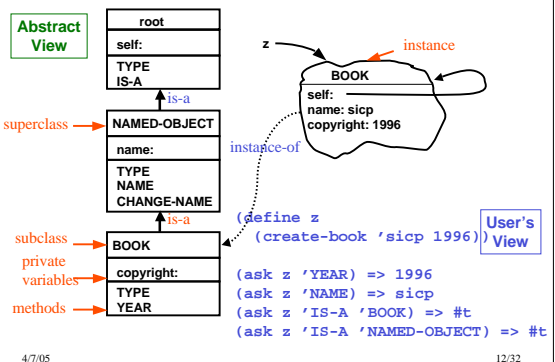 Abstract
View
root
self:
TYPE
IS-A
is-a
superclass
NAMED-OBJECT
name:
TYPE
NAME
CHANGE-NAME
is-a
subclass
BOOK
private
variables
copyright:
methods
TYPE
YEAR
z
instance
BOOK
self:
name: sicp
copyright: 1996
instance-of
User's
View
(define z
(create-book 'sicp 1996))
(ask z 'YEAR) => 1996
(ask z 'NAME) => sicp
(ask z 'IS-A 'BOOK) => #t
(ask z 'IS-A 'NAMED-OBJECT) => #t
4/7/05
12/32